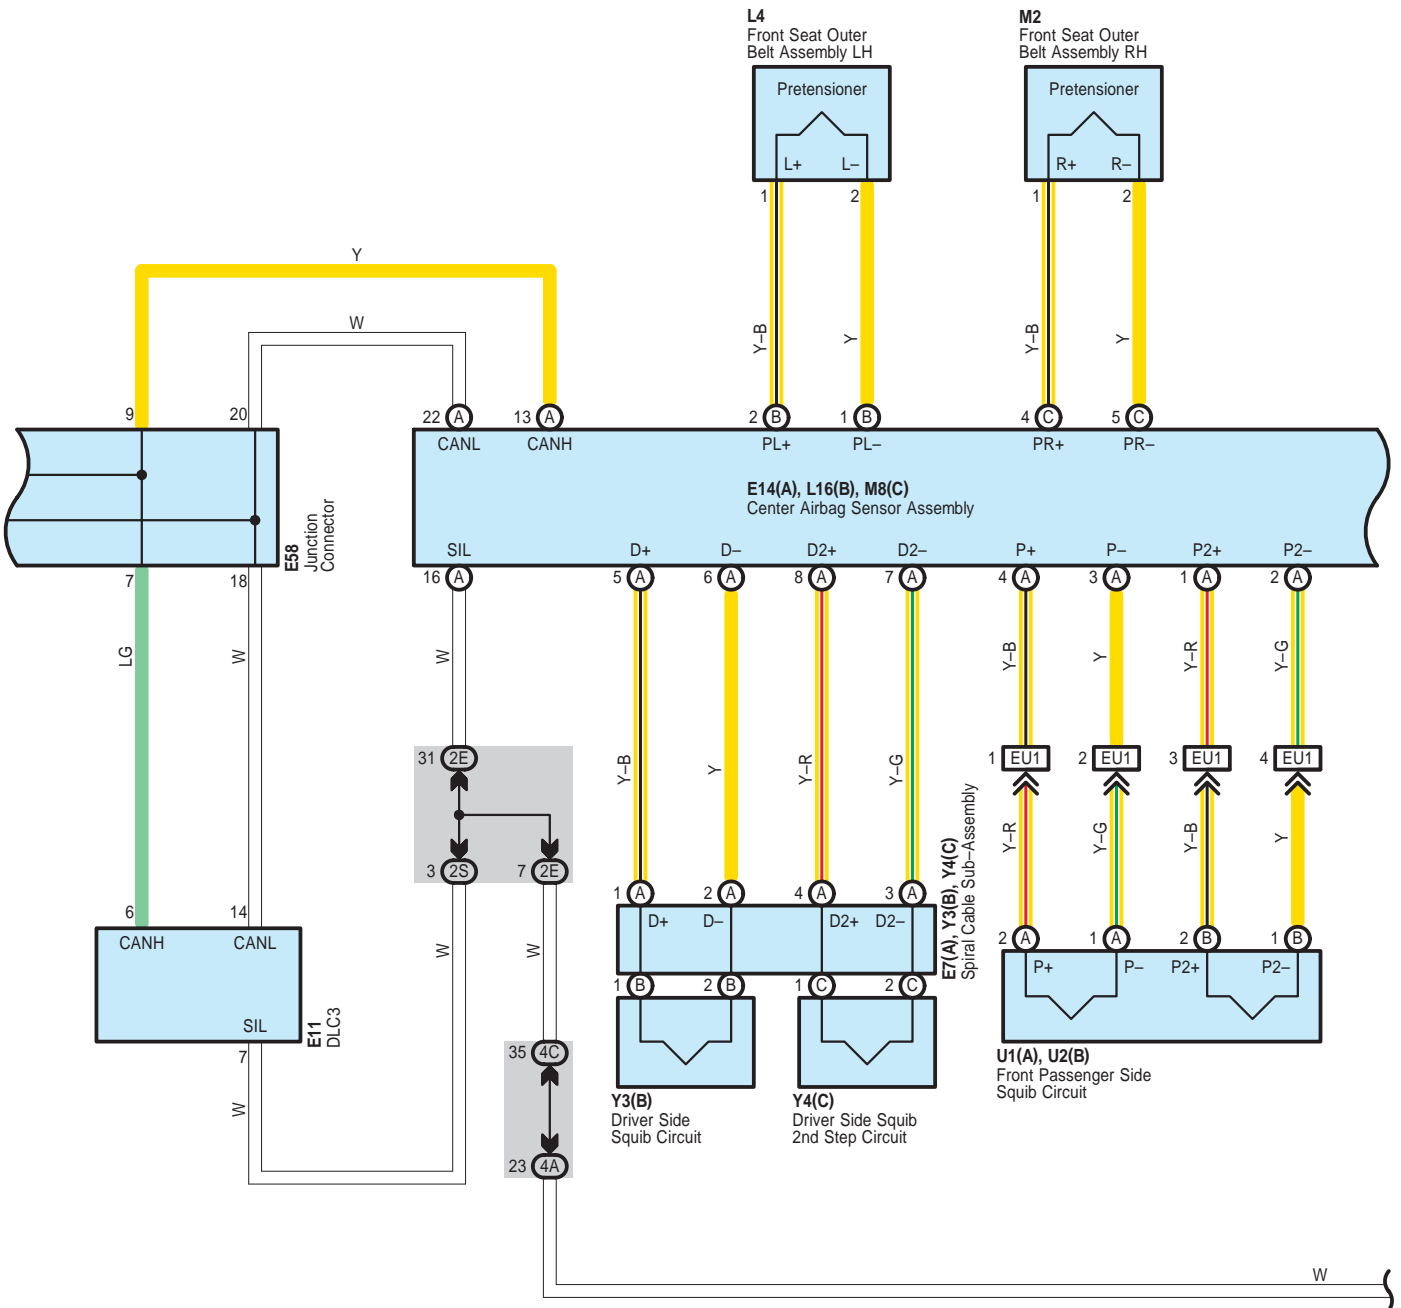 L4
Front Seat Outer
Belt Assembly LH
M2
Front Seat Outer
Belt Assembly RH
Pretensioner
Pretensioner
L+ L–
R+ R–
1 2
1 2
Y
W
Y–B
Y
Y–B
Y
9 20
22 A
13 A
2 B
1 B
4 C
5 C
CANL
CANH
PL+
PL–
PR+
PR–
E14(A), L16(B), M8(C)
Center Airbag Sensor Assembly
E58
Junction
Connector
SIL
D+
D–
D2+
D2–
P+
P–
P2+
P2–
7 18
16 A
5 A
6 A
8 A
7 A
4 A
3 A
1 A
2 A
LG
W
W
Y–B
Y
Y–R
Y–G
Y–B
Y
Y–R
Y–G
31 2E
1 EU1
2 EU1
3 EU1
4 EU1
Y–R
Y–G
Y–B
Y
3 2S
7 2E
1 A
2 A
4 A
3 A
D+ D– D2+ D2–
E7(A), Y3(B), Y4(C)
Spiral Cable Sub–Assembly
6 14
CANH CANL
SIL
E11
DLC3
7
W
W
W
2 A
1 A
2 B
1 B
P+ P– P2+ P2–
1 B
2 B
1 C
2 C
35 4C
23 4A
Y3(B)
Driver Side
Squib Circuit
Y4(C)
Driver Side Squib
2nd Step Circuit
U1(A), U2(B)
Front Passenger Side
Squib Circuit
W